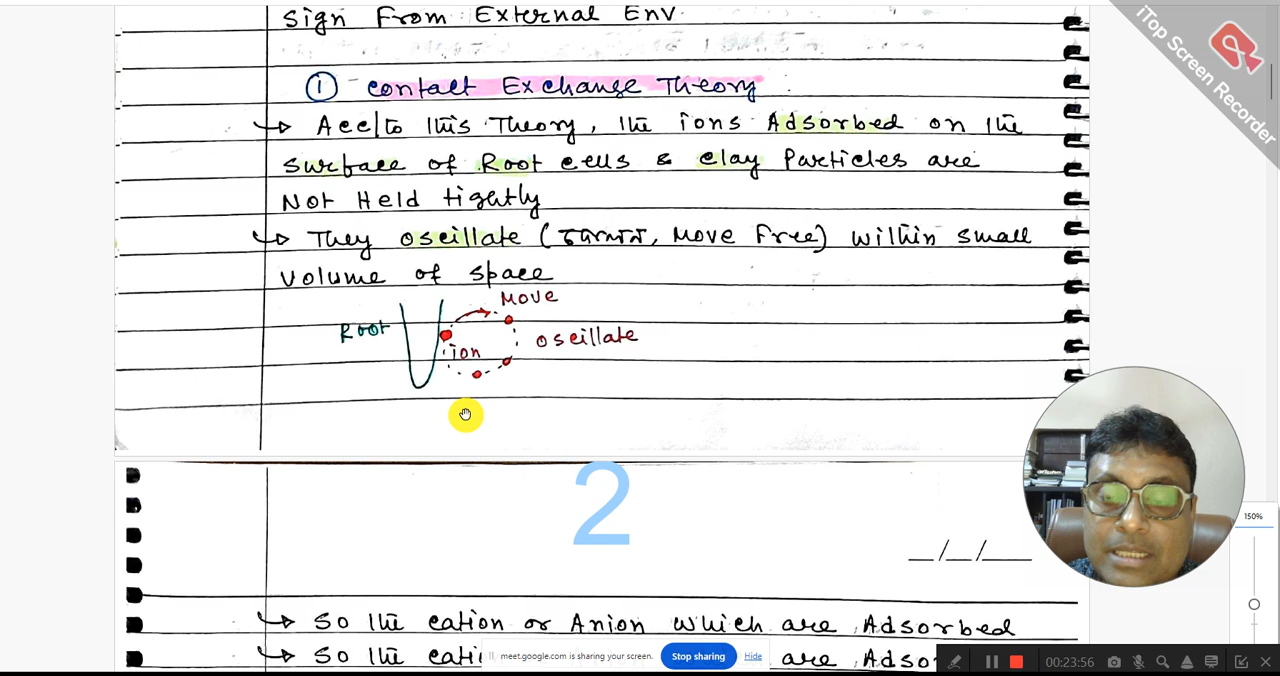 sign From External Env.
① contact Exchange Theory
↳ Acc/to this Theory, the ions Adsorbed on the
surface of Root cells & clay Particles are
Not Held tightly
↳ They oscillate ( , Move Free) within small
volume of space
Move
Root
oscillate
ion
2
__/__/____
↳ So the cation or Anion which are Adsorbed
↳ So the cati
meet.google.com is sharing your screen.
Stop sharing
Hide
are Adso
00:23:56
150%
iTop Screen Recorder